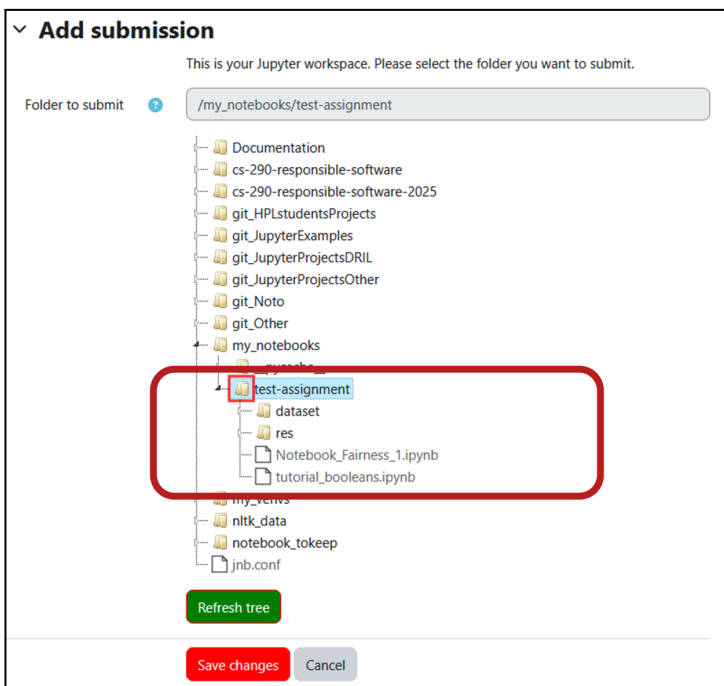 Add submission
This is your Jupyter workspace. Please select the folder you want to submit.
Folder to submit ? /my_notebooks/test-assignment
Documentation
cs-290-responsible-software
cs-290-responsible-software-2025
git_HPLstudentsProjects
git_JupyterExamples
git_JupyterProjectsDRIL
git_JupyterProjectsOther
git_Noto
git_Other
my_notebooks
__pycache__
test-assignment
dataset
res
Notebook_Fairness_1.ipynb
tutorial_booleans.ipynb
my_venvs
nltk_data
notebook_tokeep
jnb.conf
Refresh tree
Save changes Cancel